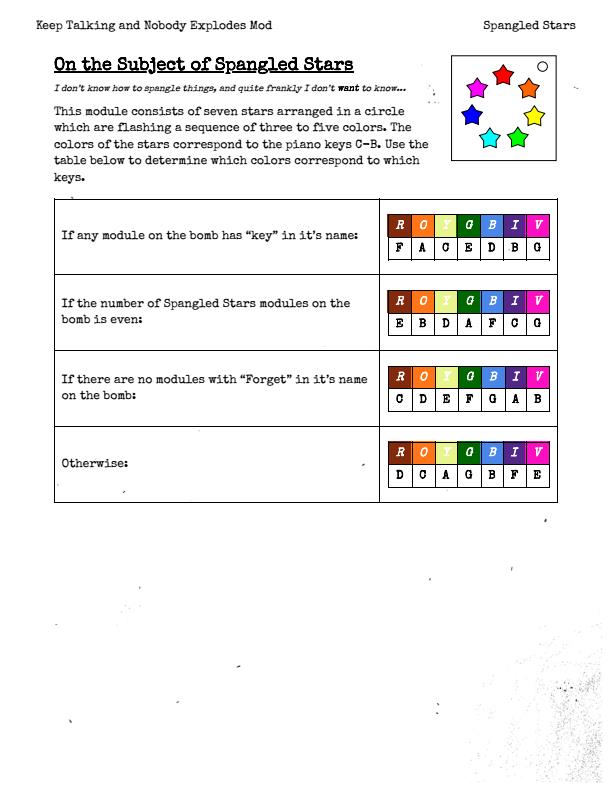 Keep Talking and Nobody Explodes Mod Spangled Stars
On the Subject of Spangled Stars
I don't know how to spangle things, and quite frankly I don't want to know...
This module consists of seven stars arranged in a circle
which are flashing a sequence of three to five colors. The
colors of the stars correspond to the piano keys C-B. Use the
table below to determine which colors correspond to which
keys.
If any module on the bomb has “key” in it’s name:
R O Y G B I V
F A C E D B G
If the number of Spangled Stars modules on the
bomb is even:
R O Y G B I V
E B D A F C G
If there are no modules with “Forget” in it’s name
on the bomb:
R O Y G B I V
C D E F G A B
Otherwise:
R O Y G B I V
D C A G B F E